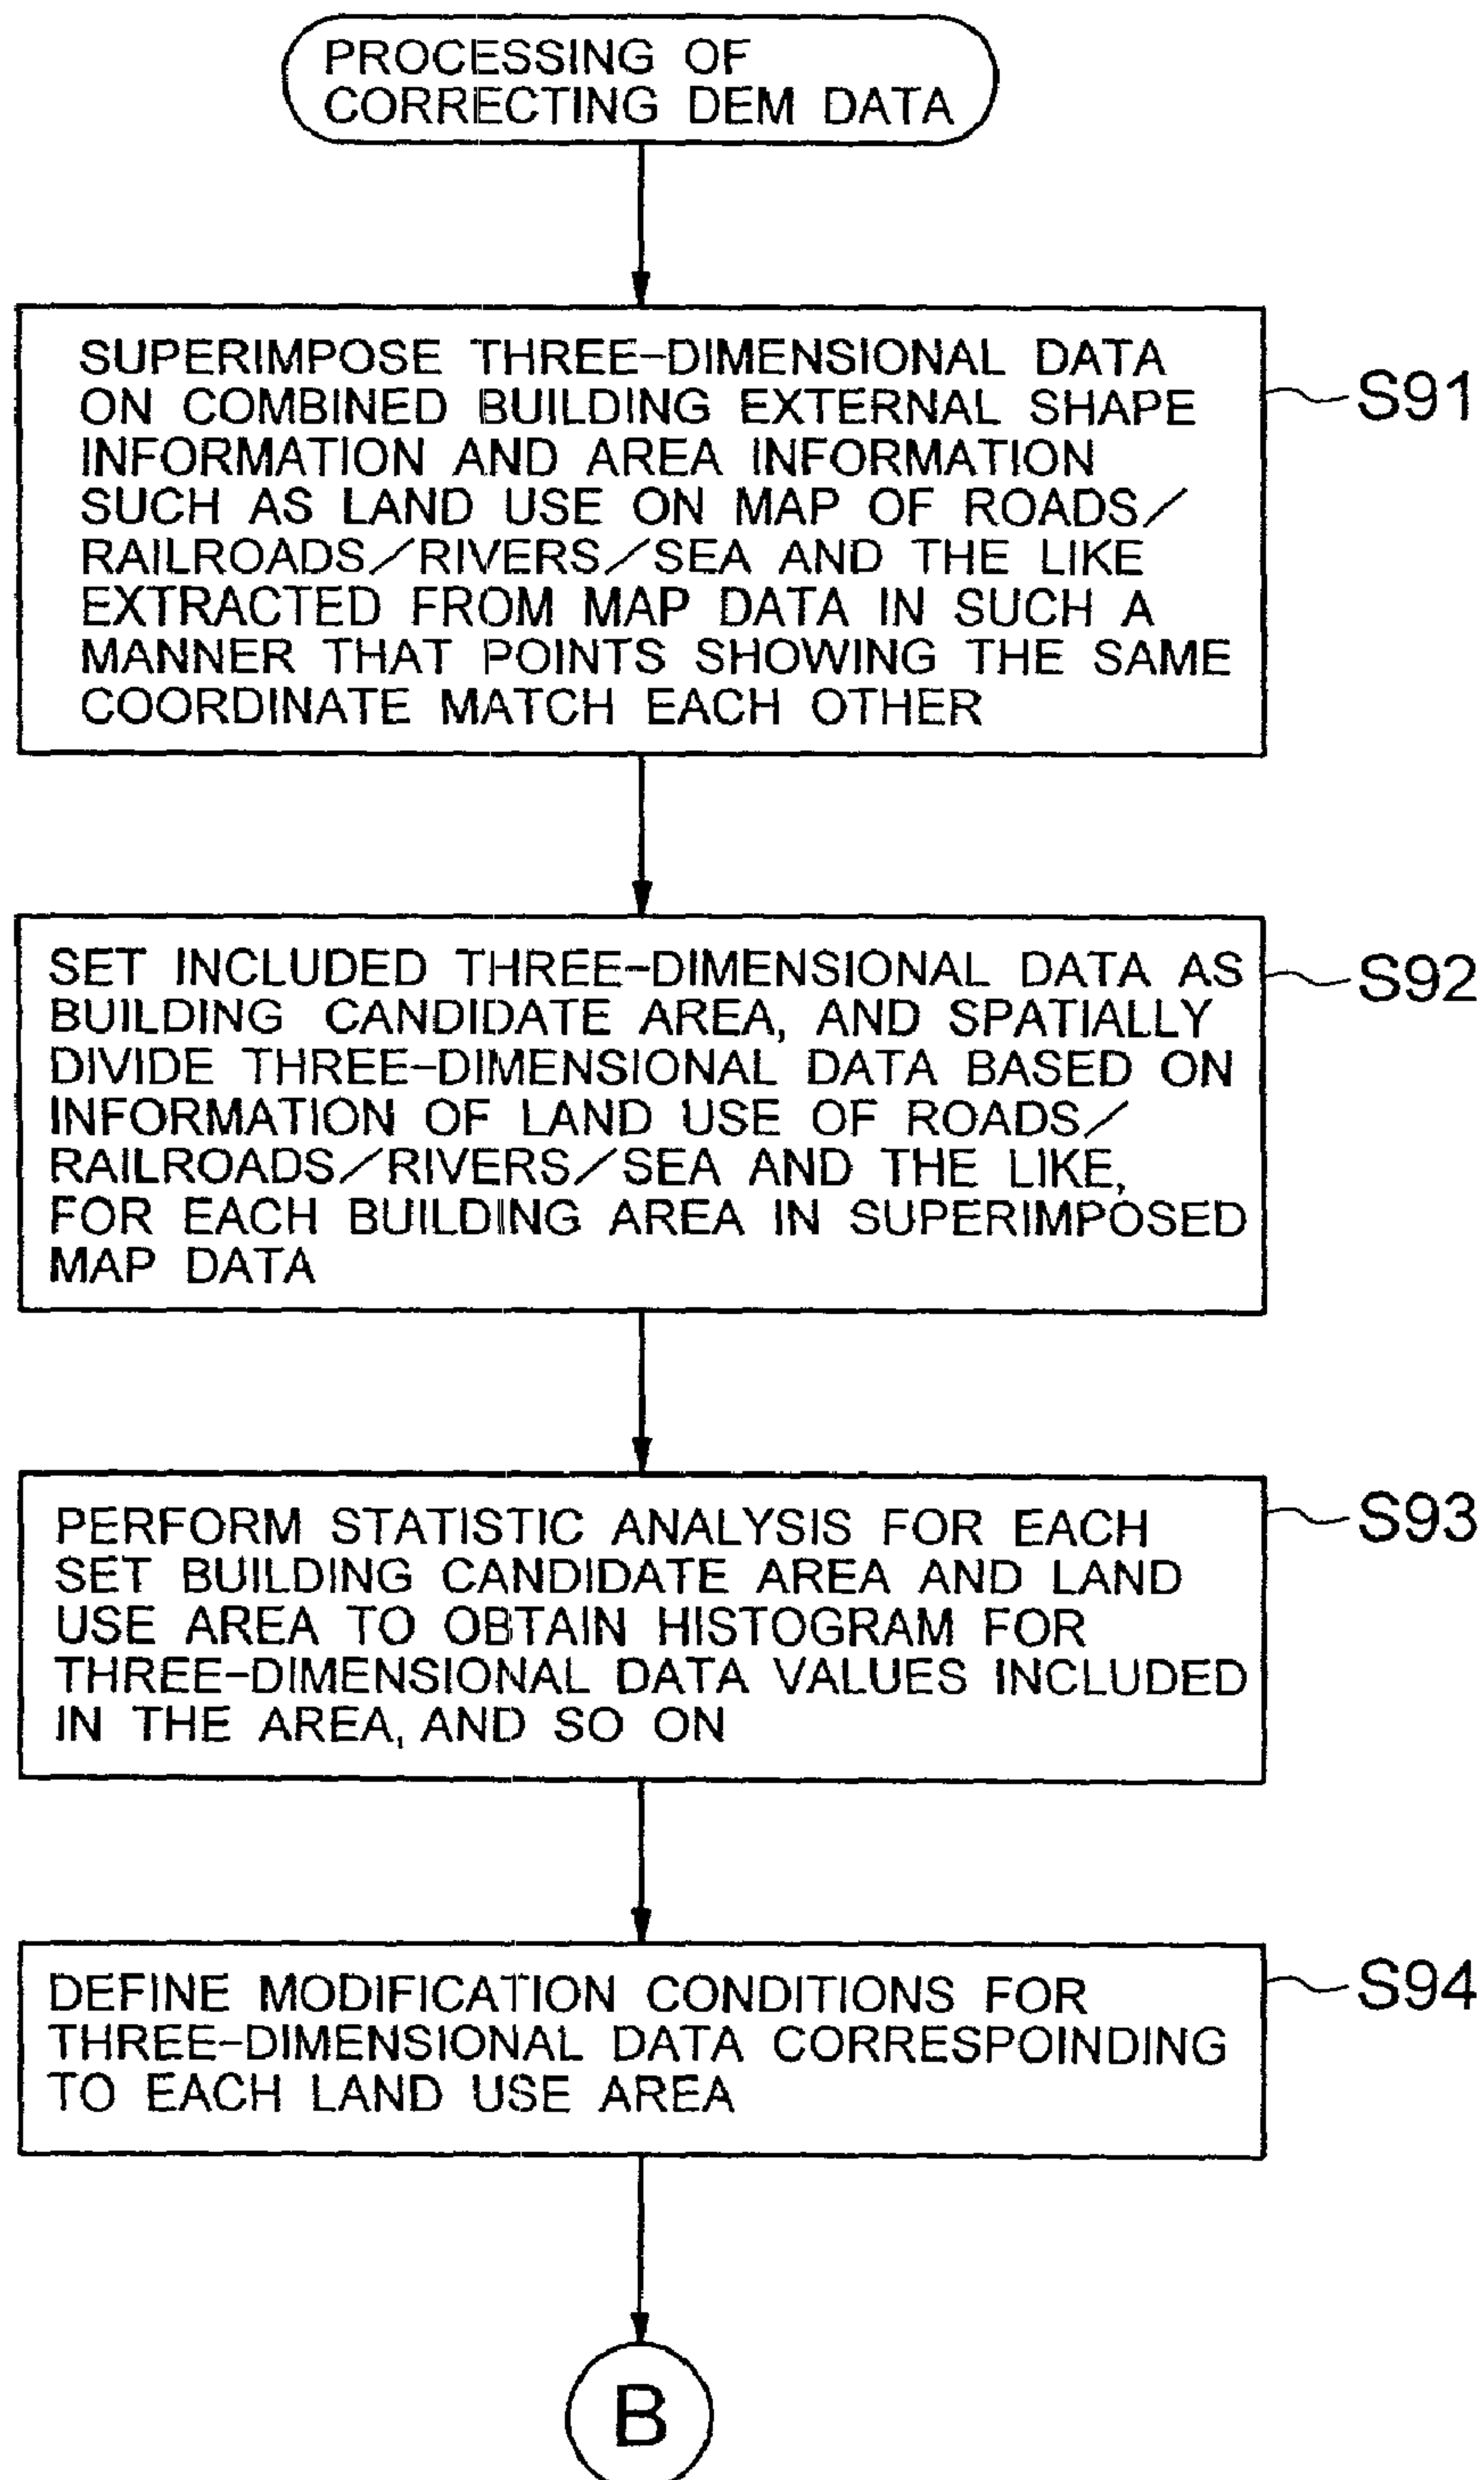 PROCESSING OF
CORRECTING DEM DATA
SUPERIMPOSE THREE-DIMENSIONAL DATA
ON COMBINED BUILDING EXTERNAL SHAPE
INFORMATION AND AREA INFORMATION
SUCH AS LAND USE ON MAP OF ROADS/
RAILROADS/RIVERS/SEA AND THE LIKE
EXTRACTED FROM MAP DATA IN SUCH A
MANNER THAT POINTS SHOWING THE SAME
COORDINATE MATCH EACH OTHER
S91
SET INCLUDED THREE-DIMENSIONAL DATA AS
BUILDING CANDIDATE AREA, AND SPATIALLY
DIVIDE THREE-DIMENSIONAL DATA BASED ON
INFORMATION OF LAND USE OF ROADS/
RAILROADS/RIVERS/SEA AND THE LIKE,
FOR EACH BUILDING AREA IN SUPERIMPOSED
MAP DATA
S92
PERFORM STATISTIC ANALYSIS FOR EACH
SET BUILDING CANDIDATE AREA AND LAND
USE AREA TO OBTAIN HISTOGRAM FOR
THREE-DIMENSIONAL DATA VALUES INCLUDED
IN THE AREA, AND SO ON
S93
DEFINE MODIFICATION CONDITIONS FOR
THREE-DIMENSIONAL DATA CORRESPOINDING
TO EACH LAND USE AREA
S94
B